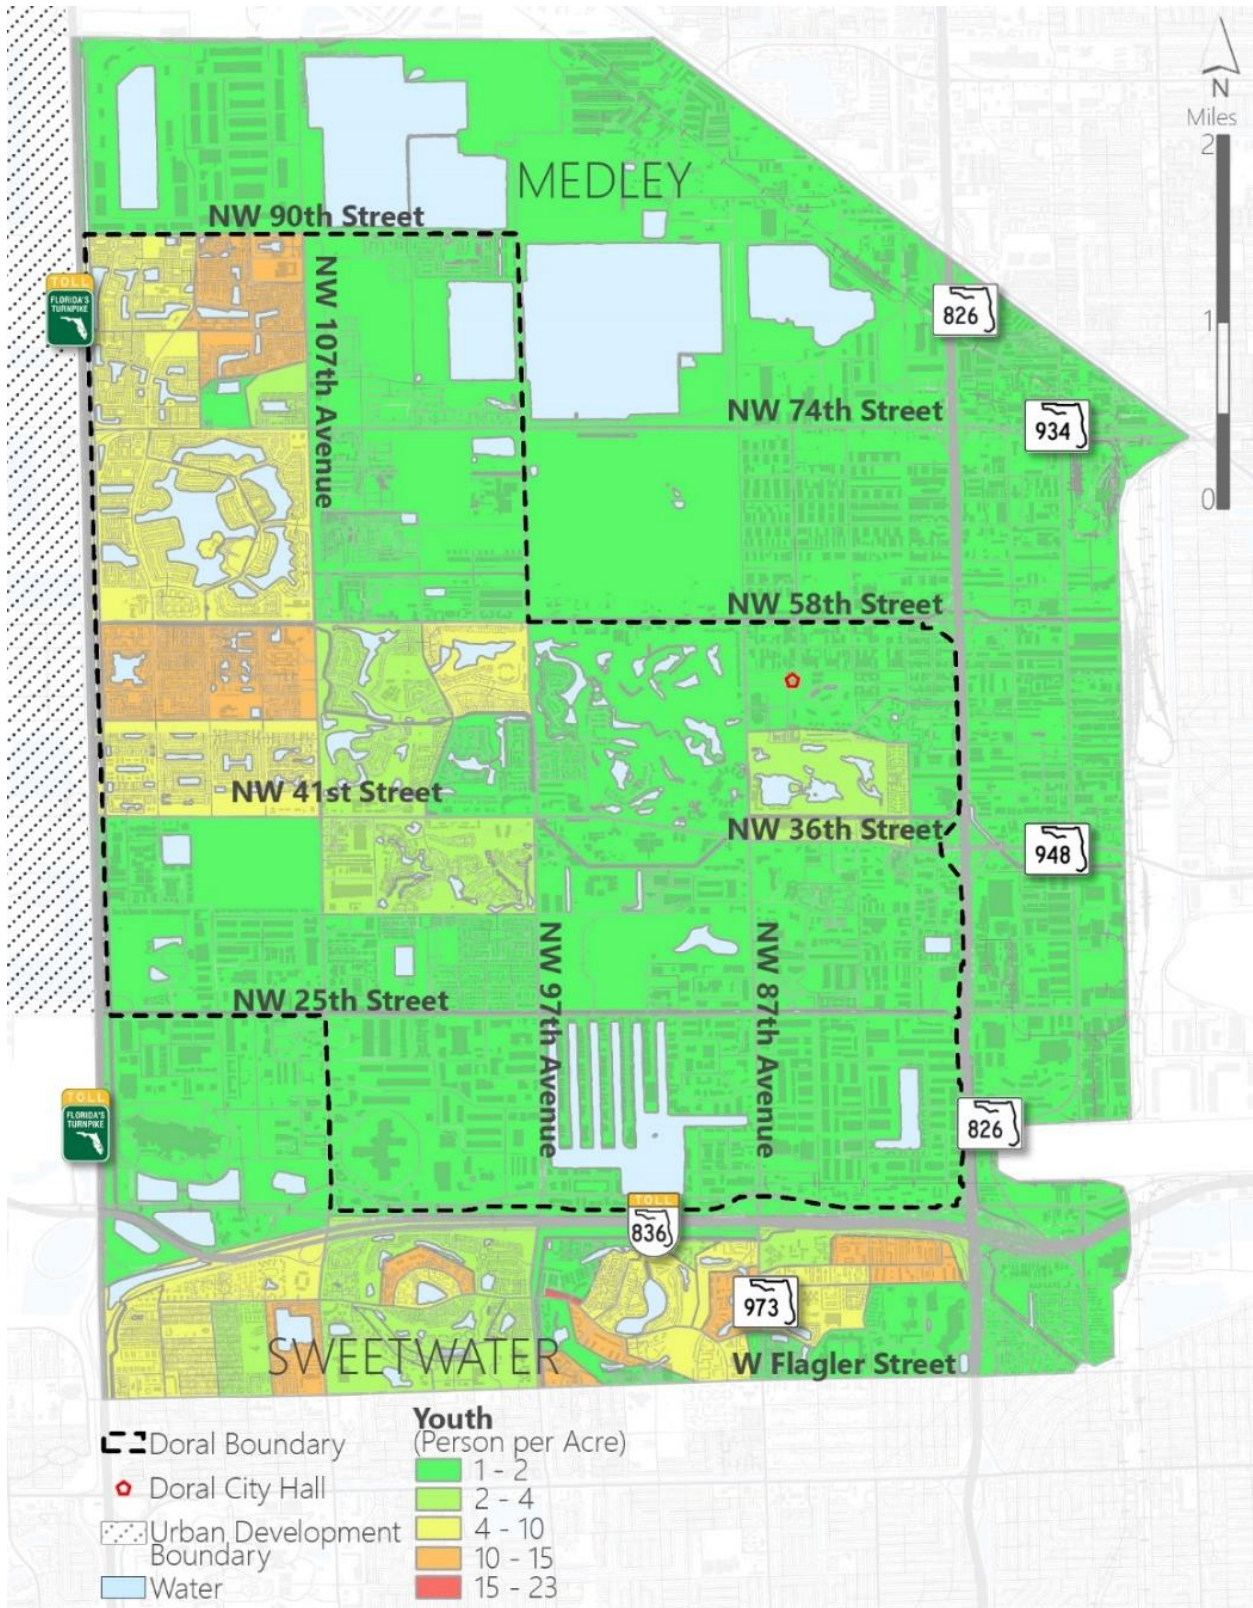 N
Miles
2
MEDLEY
NW 90th Street
TOLL
FLORIDA'S
TURNPIKE
NW 107th Avenue
826
1
NW 74th Street
934
0
NW 58th Street
NW 41st Street
NW 36th Street
948
NW 97th Avenue
NW 87th Avenue
NW 25th Street
TOLL
FLORIDA'S
TURNPIKE
826
TOLL
836
973
SWEETWATER
W Flagler Street
Doral Boundary
Doral City Hall
Urban Development
Boundary
Water
Youth
(Person per Acre)
1 - 2
2 - 4
4 - 10
10 - 15
15 - 23